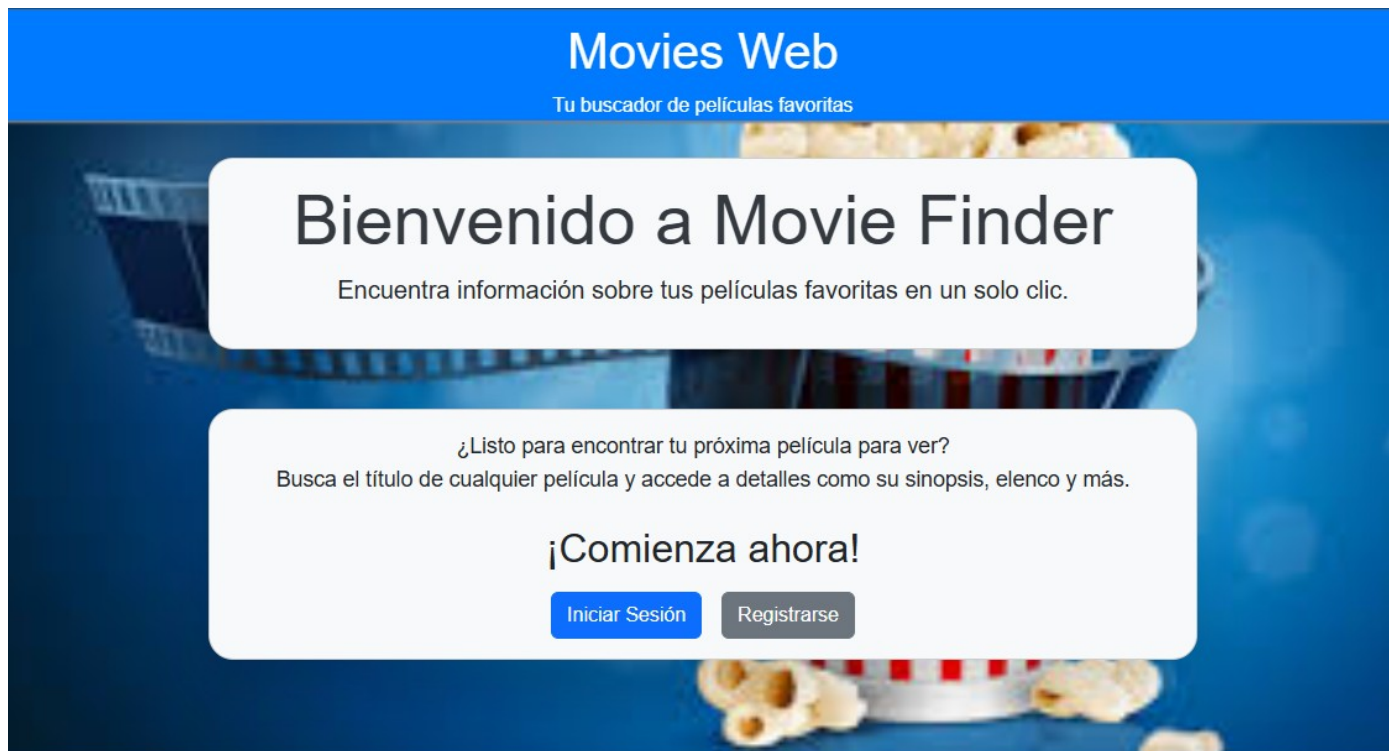 Movies Web
Tu buscador de películas favoritas
Bienvenido a Movie Finder
Encuentra información sobre tus películas favoritas en un solo clic.
¿Listo para encontrar tu próxima película para ver?
Busca el título de cualquier película y accede a detalles como su sinopsis, elenco y más.
¡Comienza ahora!
Iniciar Sesión Registrarse